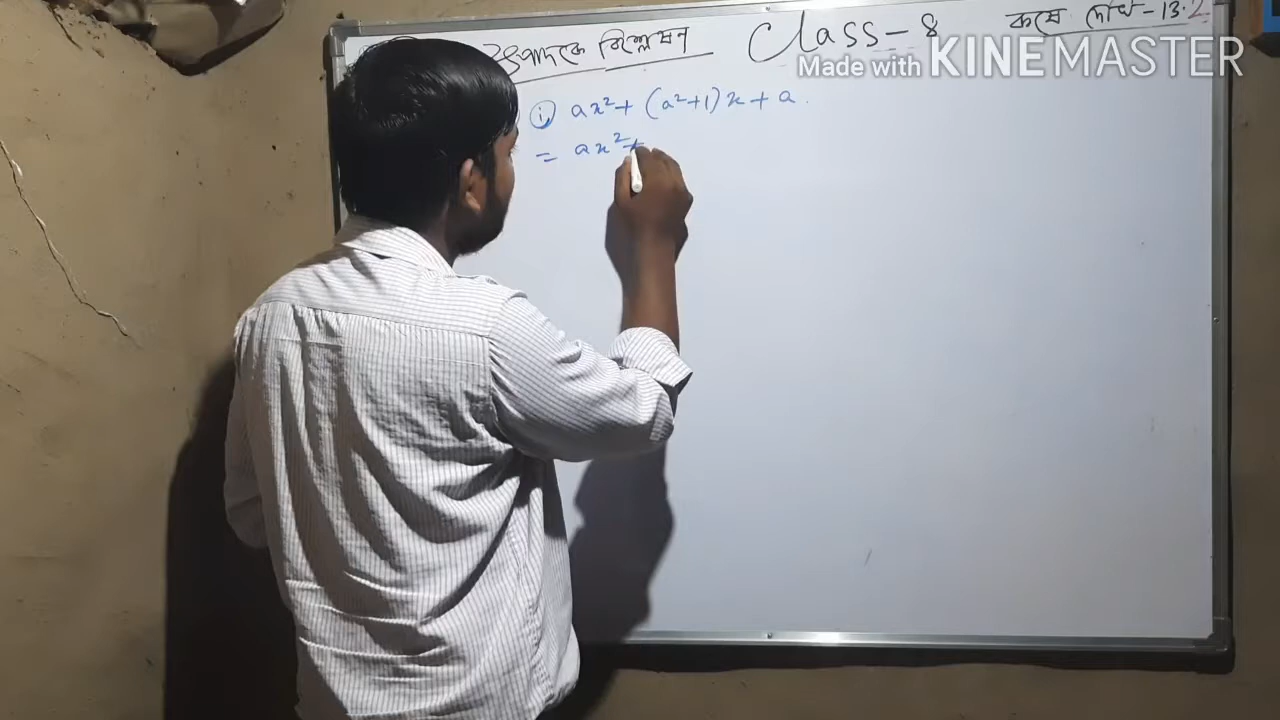 উৎপাদকে বিশ্লেষণ Class - 8 কষে দেখি - 13.2
Made with KINEMASTER
i) ax² + (a²+1)x + a.
= ax² +